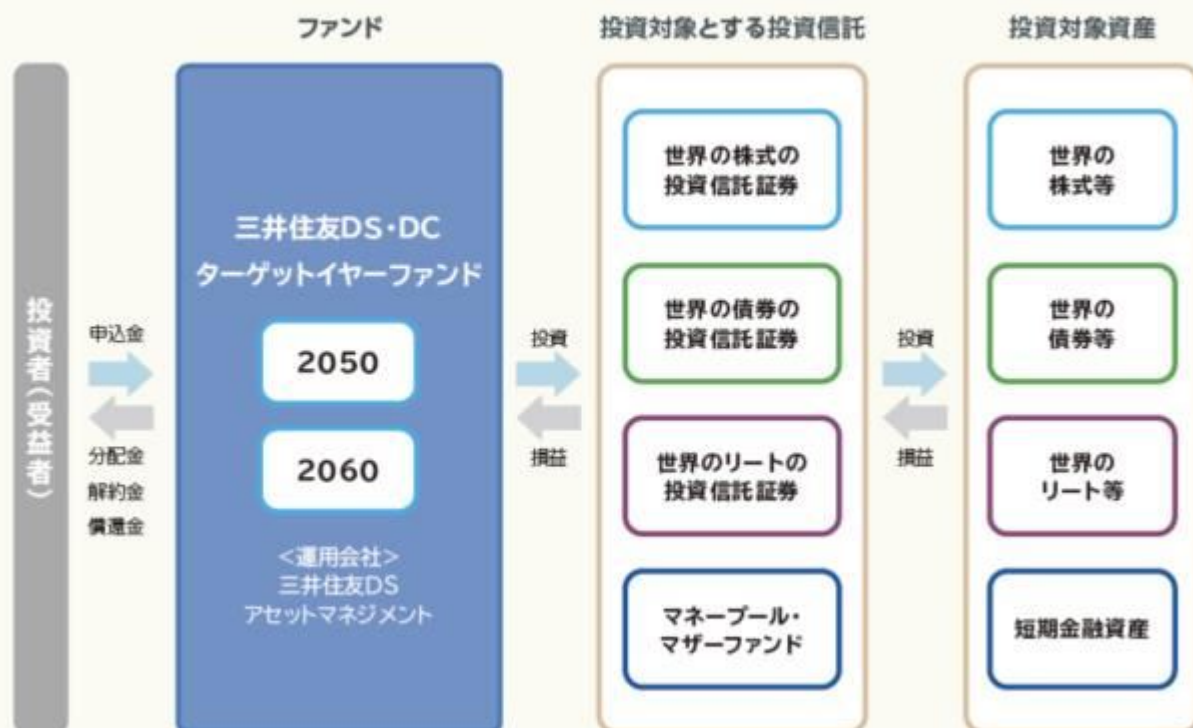 ファンド
投資対象とする投資信託
投資対象資産
投資者(受益者)
申込金
分配金
解約金
償還金
三井住友DS・DC
ターゲットイヤーファンド
2050
2060
<運用会社>
三井住友DS
アセットマネジメント
投資
損益
世界の株式の
投資信託証券
世界の債券の
投資信託証券
世界のリートの
投資信託証券
マネープール・
マザーファンド
投資
損益
世界の
株式等
世界の
債券等
世界の
リート等
短期金融資産